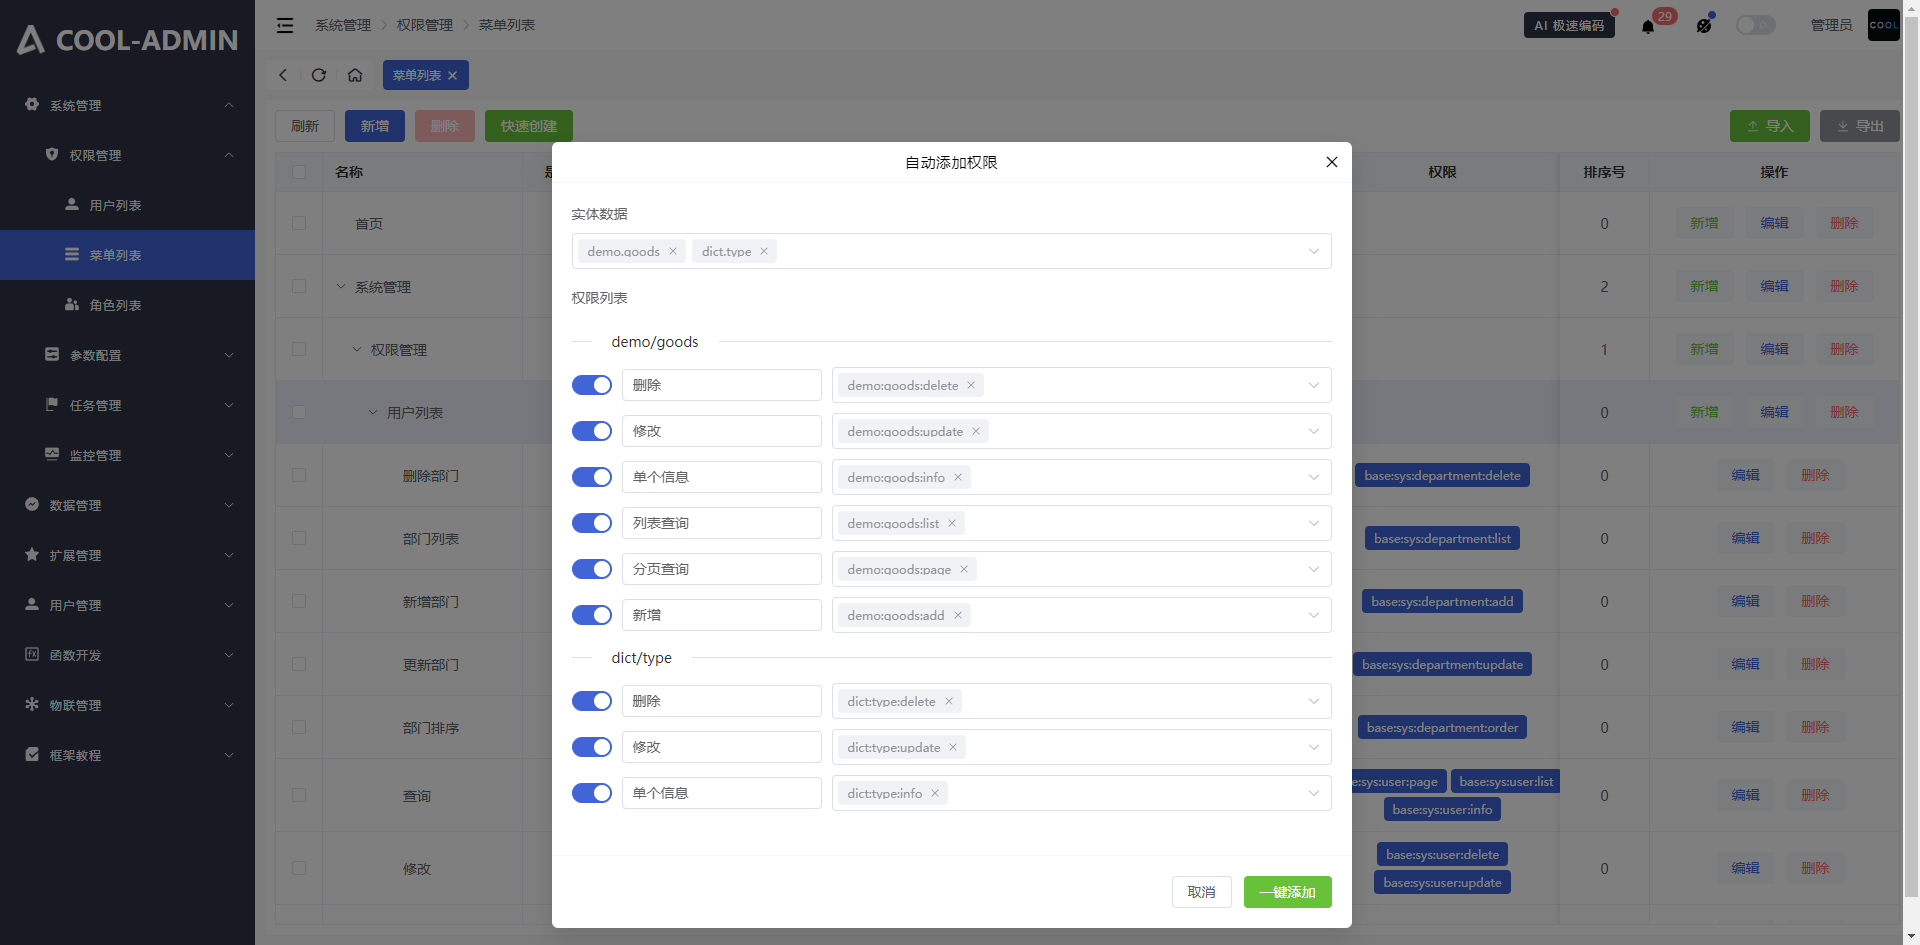 COOL-ADMIN
系统管理
权限管理
用户列表
菜单列表
角色列表
参数配置
任务管理
监控管理
数据管理
扩展管理
用户管理
函数开发
物联管理
框架教程
系统管理 > 权限管理 > 菜单列表
AI 极速编码
29
管理员
COOL
菜单列表
刷新 新增 删除 快速创建
导入 导出
名称 权限 排序号 操作
首页 0 新增 编辑 删除
系统管理 2 新增 编辑 删除
权限管理 1 新增 编辑 删除
用户列表 0 新增 编辑 删除
删除部门 base:sys:department:delete 0 编辑 删除
部门列表 base:sys:department:list 0 编辑 删除
新增部门 base:sys:department:add 0 编辑 删除
更新部门 base:sys:department:update 0 编辑 删除
部门排序 base:sys:department:order 0 编辑 删除
查询 e:sys:user:page base:sys:user:list base:sys:user:info 0 编辑 删除
修改 base:sys:user:delete base:sys:user:update 0 编辑 删除
自动添加权限
实体数据
demo.goods dict.type
权限列表
demo/goods
删除 demo:goods:delete
修改 demo:goods:update
单个信息 demo:goods:info
列表查询 demo:goods:list
分页查询 demo:goods:page
新增 demo:goods:add
dict/type
删除 dict:type:delete
修改 dict:type:update
单个信息 dict:type:info
取消 一键添加